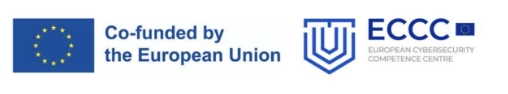 Co-funded by
the European Union
ECCC
EUROPEAN CYBERSECURITY
COMPETENCE CENTRE